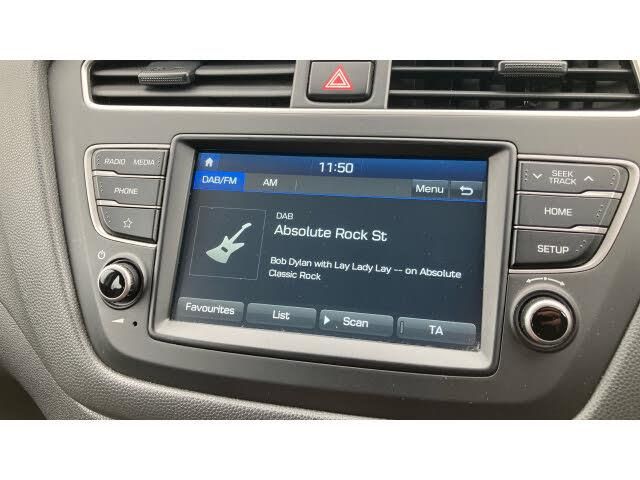 11:50
DAB/FM
AM
Menu
RADIO
MEDIA
PHONE
SEEK
TRACK
HOME
SETUP
DAB
Absolute Rock St
Bob Dylan with Lay Lady Lay -- on Absolute
Classic Rock
Favourites
List
Scan
TA